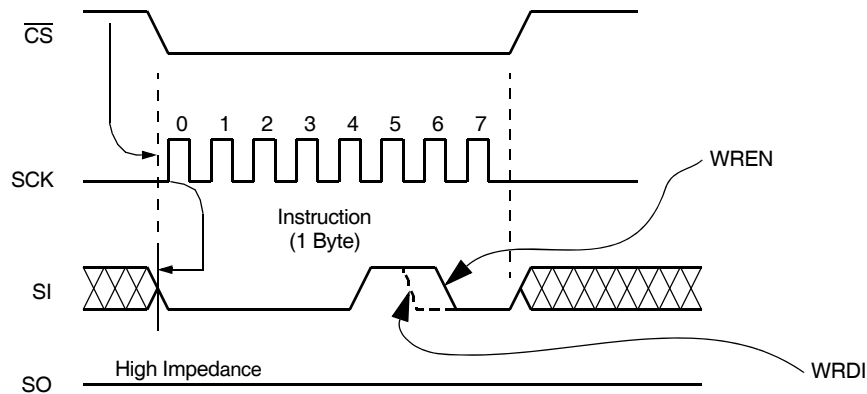 CS
0 1 2 3 4 5 6 7
SCK
WREN
Instruction
(1 Byte)
SI
WRDI
High Impedance
SO